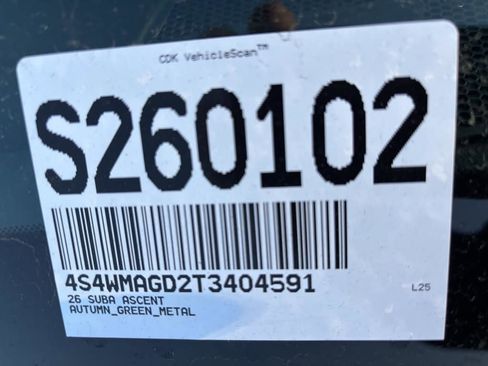 CDK VehicleScan™
S260102
4S4WMAGD2T3404591
L25
26 SUBA ASCENT
AUTUMN_GREEN_METAL